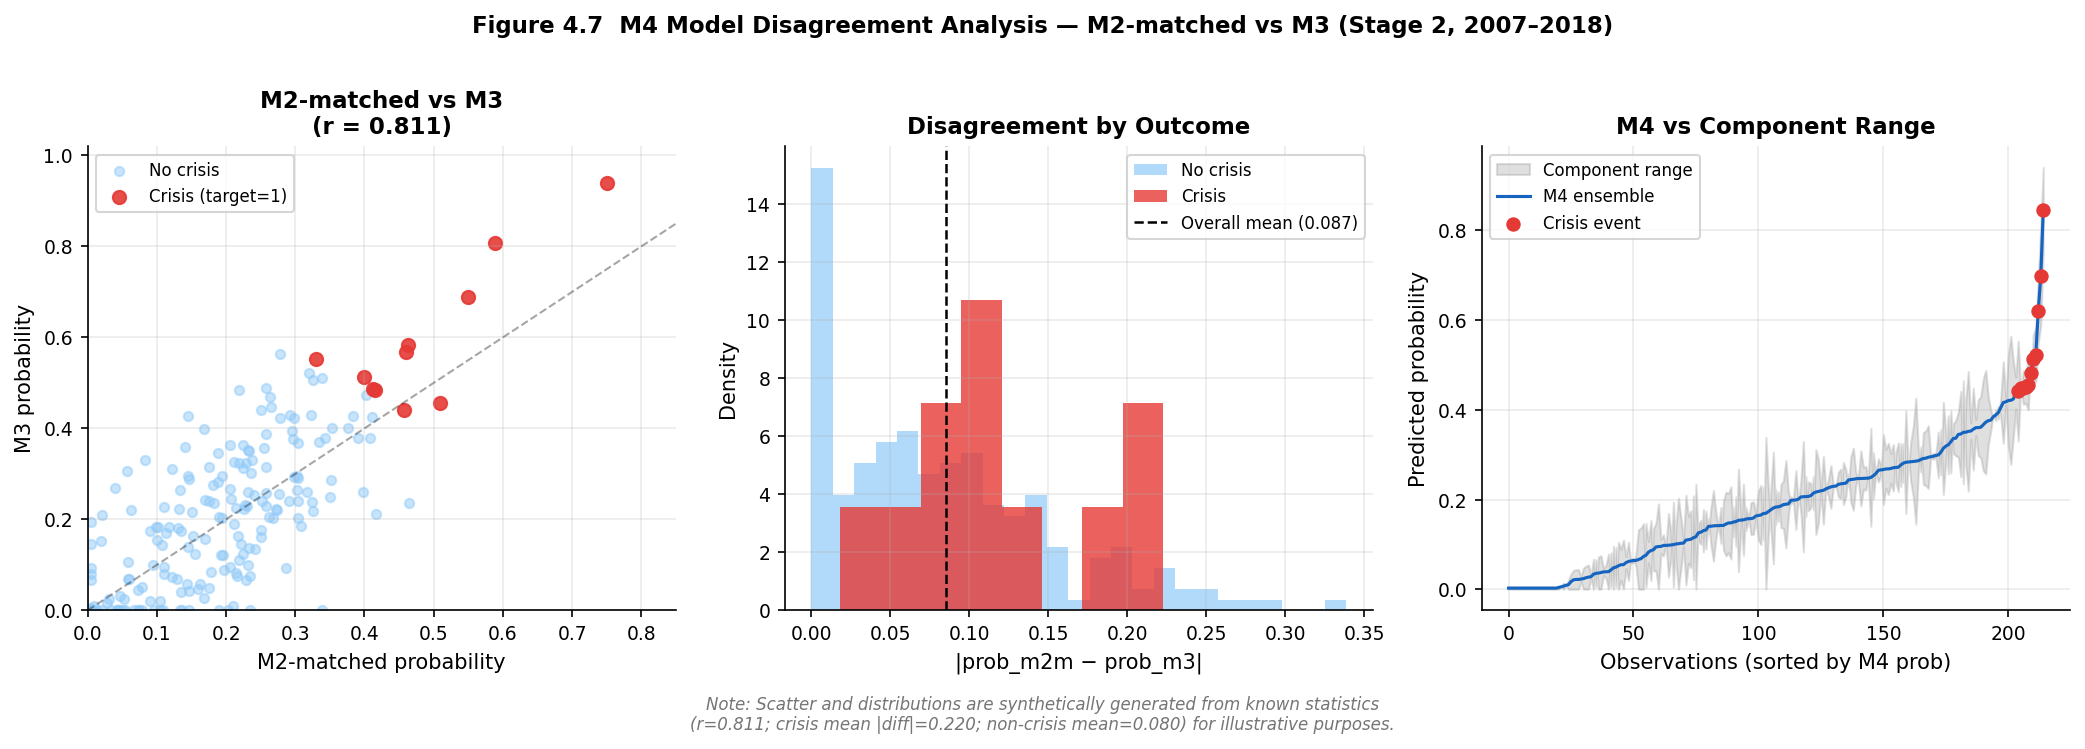 Figure 4.7  M4 Model Disagreement Analysis — M2-matched vs M3 (Stage 2, 2007–2018)
M2-matched vs M3
(r = 0.811)
No crisis
Crisis (target=1)
1.0
0.8
0.6
0.4
0.2
0.0
0.0 0.1 0.2 0.3 0.4 0.5 0.6 0.7 0.8
M3 probability
M2-matched probability
Disagreement by Outcome
No crisis
Crisis
Overall mean (0.087)
14
12
10
8
6
4
2
0
0.00 0.05 0.10 0.15 0.20 0.25 0.30 0.35
Density
|prob_m2m − prob_m3|
M4 vs Component Range
Component range
M4 ensemble
Crisis event
0.8
0.6
0.4
0.2
0.0
0 50 100 150 200
Predicted probability
Observations (sorted by M4 prob)
Note: Scatter and distributions are synthetically generated from known statistics
(r=0.811; crisis mean |diff|=0.220; non-crisis mean=0.080) for illustrative purposes.